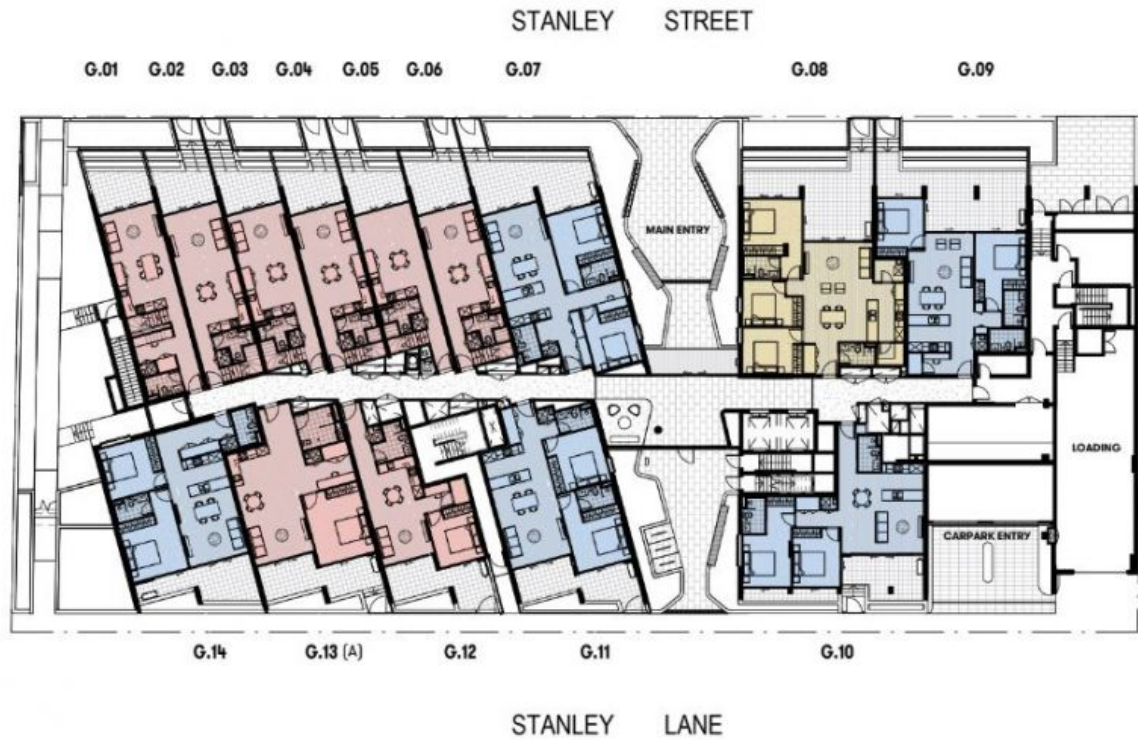 STANLEY STREET
G.01 G.02 G.03 G.04 G.05 G.06 G.07 G.08 G.09
MAIN ENTRY
LOADING
CARPARK ENTRY
G.14 G.13 (A) G.12 G.11 G.10
STANLEY LANE